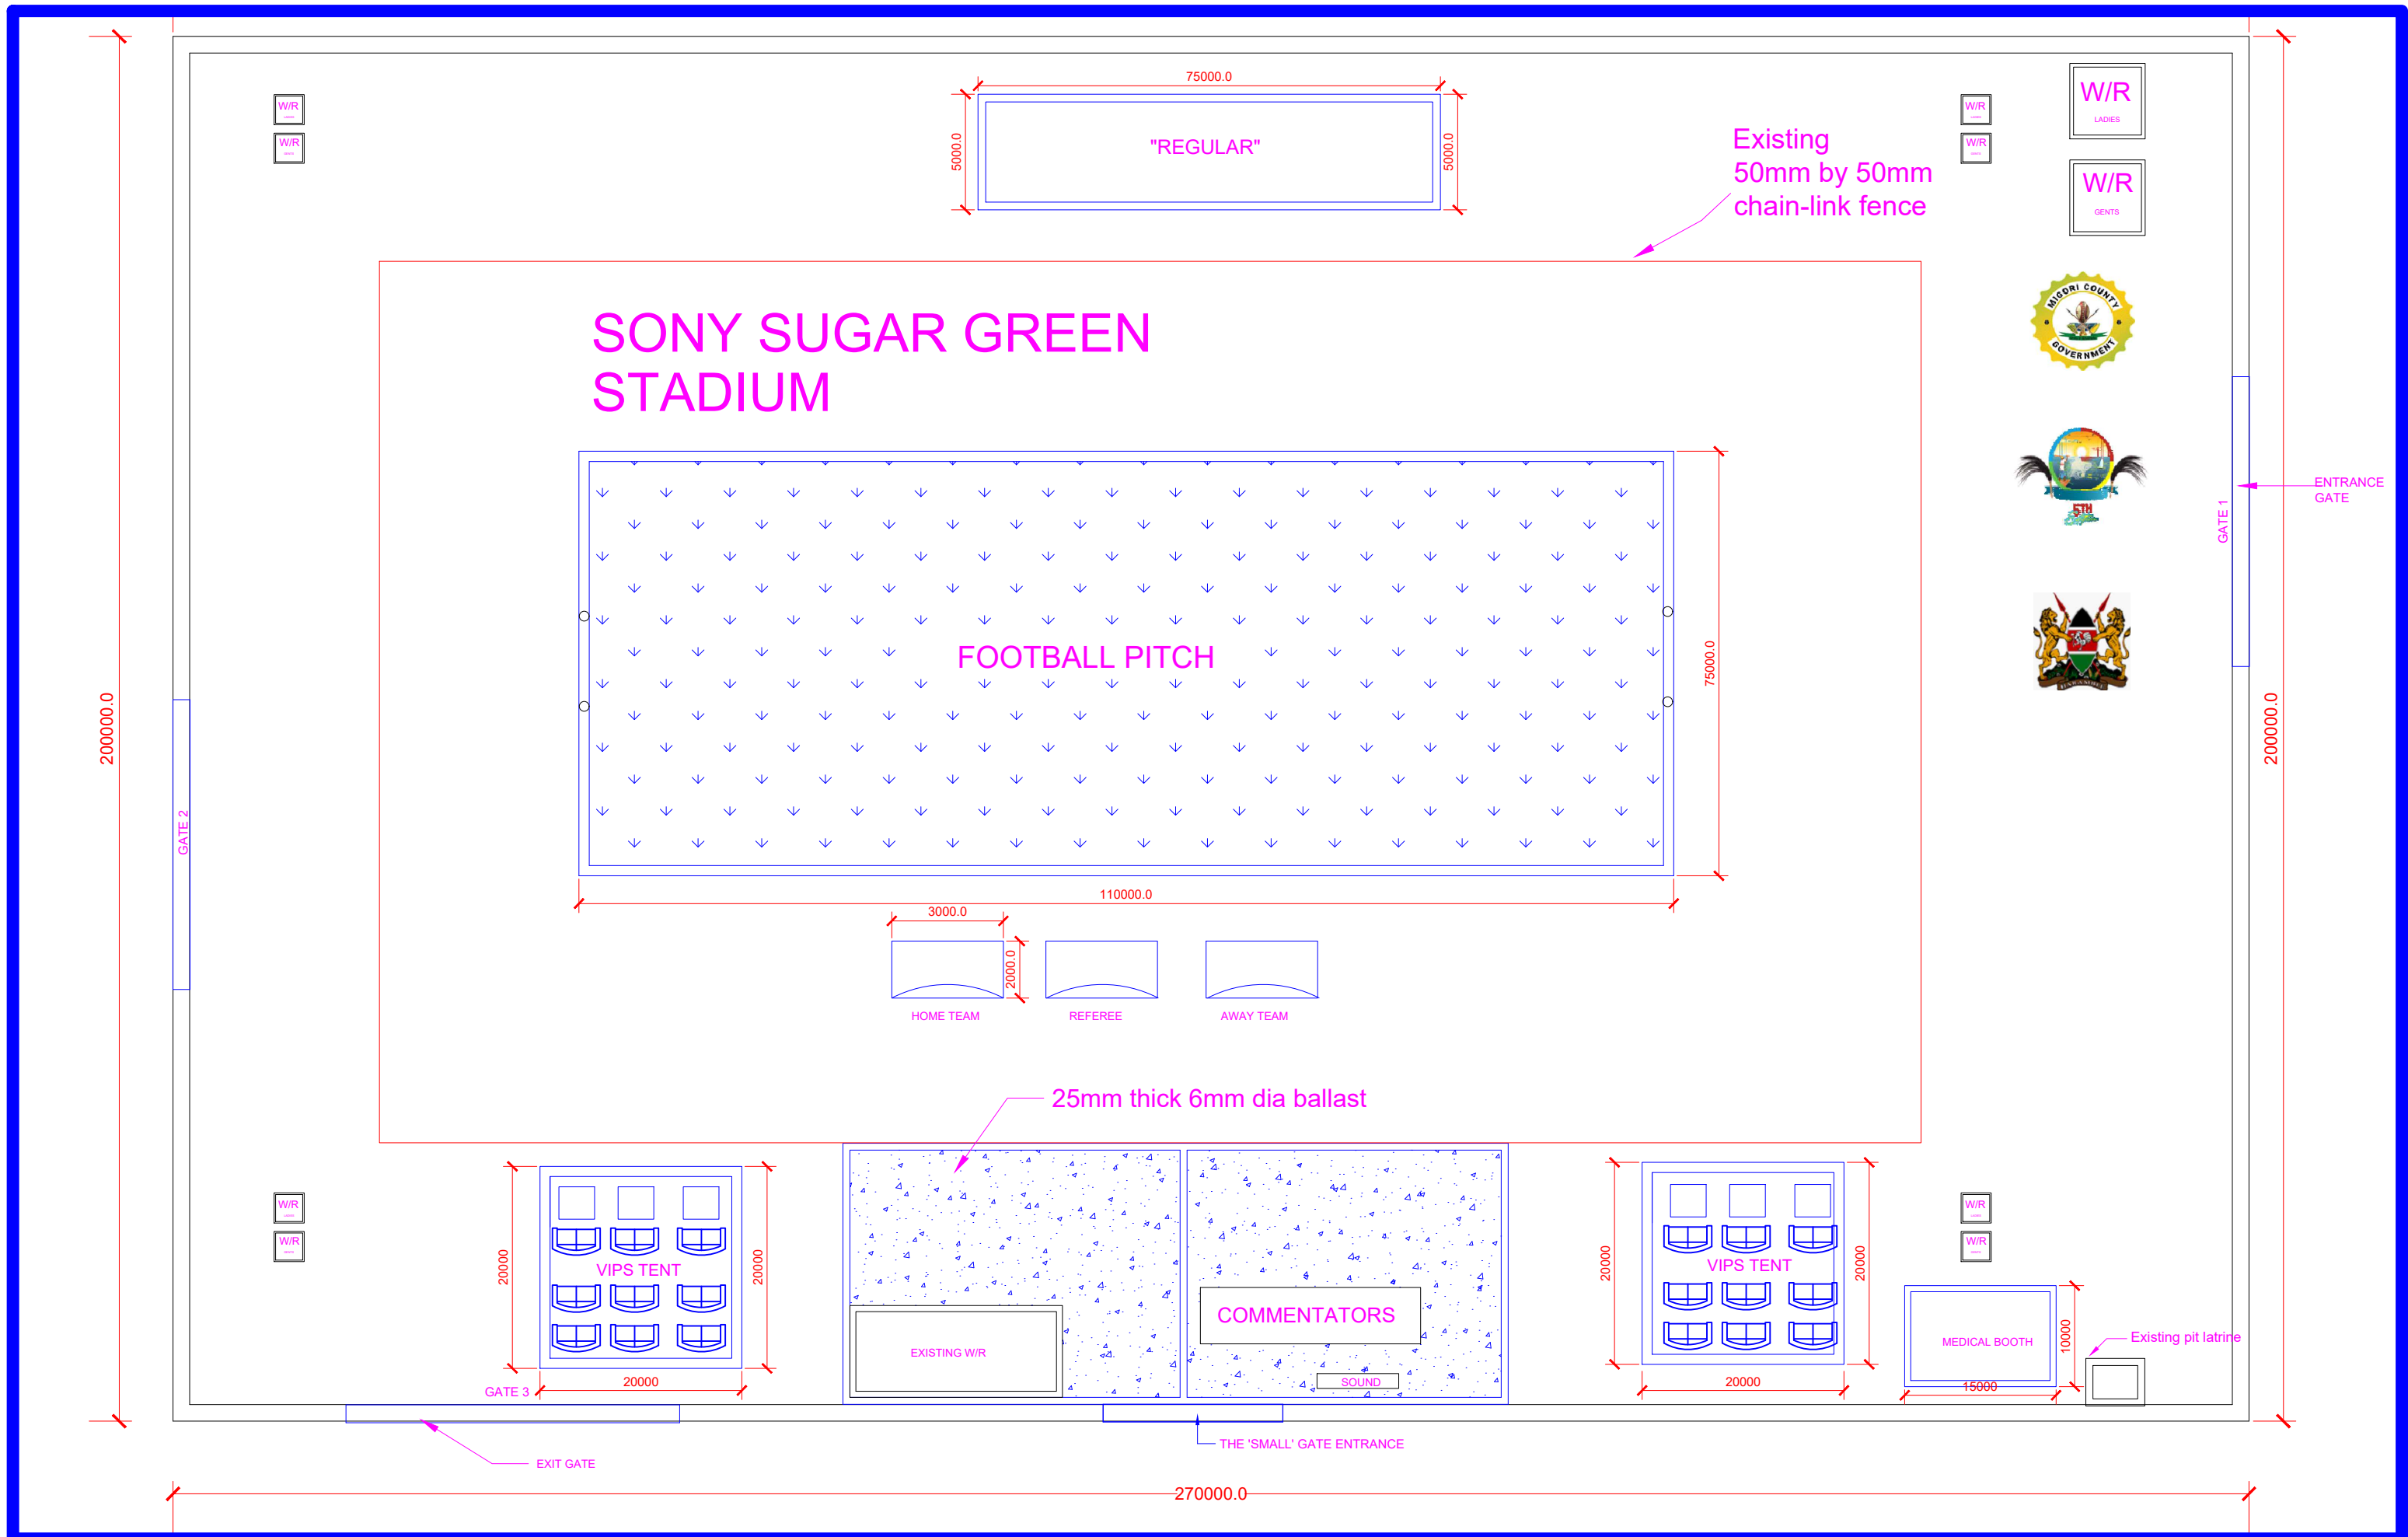 75000.0
5000.0
5000.0
"REGULAR"
W/R
W/R
W/R
W/R
W/R
LADIES
W/R
GENTS
Existing
50mm by 50mm
chain-link fence
MIGORI COUNTY
GOVERNMENT
SONY SUGAR GREEN
STADIUM
5TH
ENTRANCE
GATE
GATE 1
FOOTBALL PITCH
75000.0
200000.0
200000.0
GATE 2
110000.0
3000.0
2000.0
HOME TEAM
REFEREE
AWAY TEAM
25mm thick 6mm dia ballast
W/R
W/R
20000
20000
VIPS TENT
20000
GATE 3
EXISTING W/R
COMMENTATORS
SOUND
20000
20000
VIPS TENT
20000
W/R
W/R
MEDICAL BOOTH
10000
15000
Existing pit latrine
THE 'SMALL' GATE ENTRANCE
EXIT GATE
270000.0